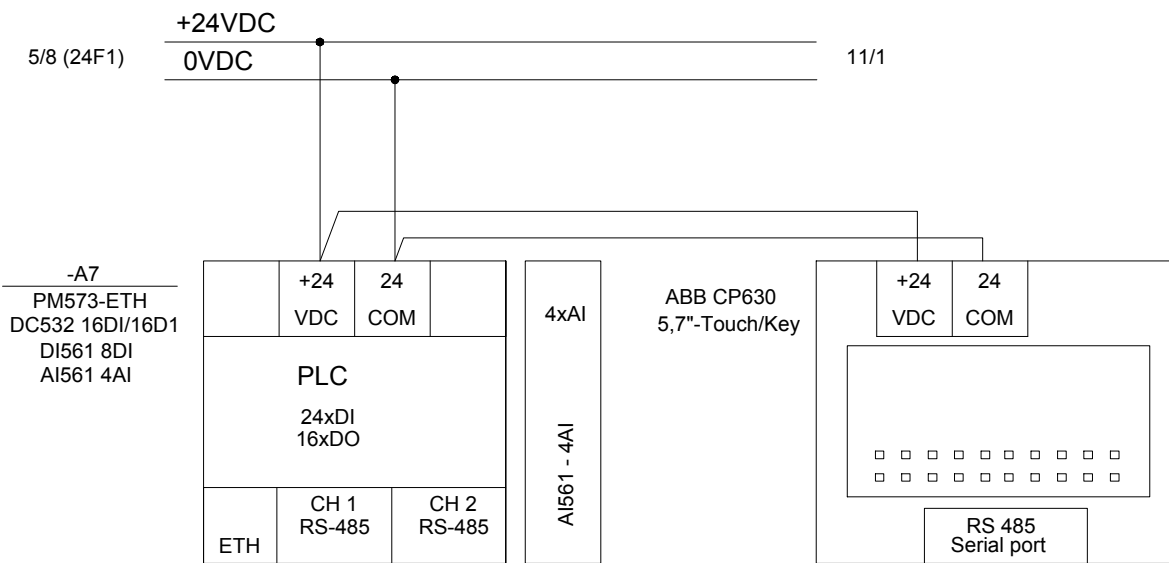 +24VDC
5/8 (24F1)
0VDC
11/1
-A7
PM573-ETH
DC532 16DI/16D1
DI561 8DI
AI561 4AI
+24
VDC
24
COM
PLC
24xDI
16xDO
ETH
CH 1
RS-485
CH 2
RS-485
4xAI
AI561 - 4AI
ABB CP630
5,7"-Touch/Key
+24
VDC
24
COM
RS 485
Serial port